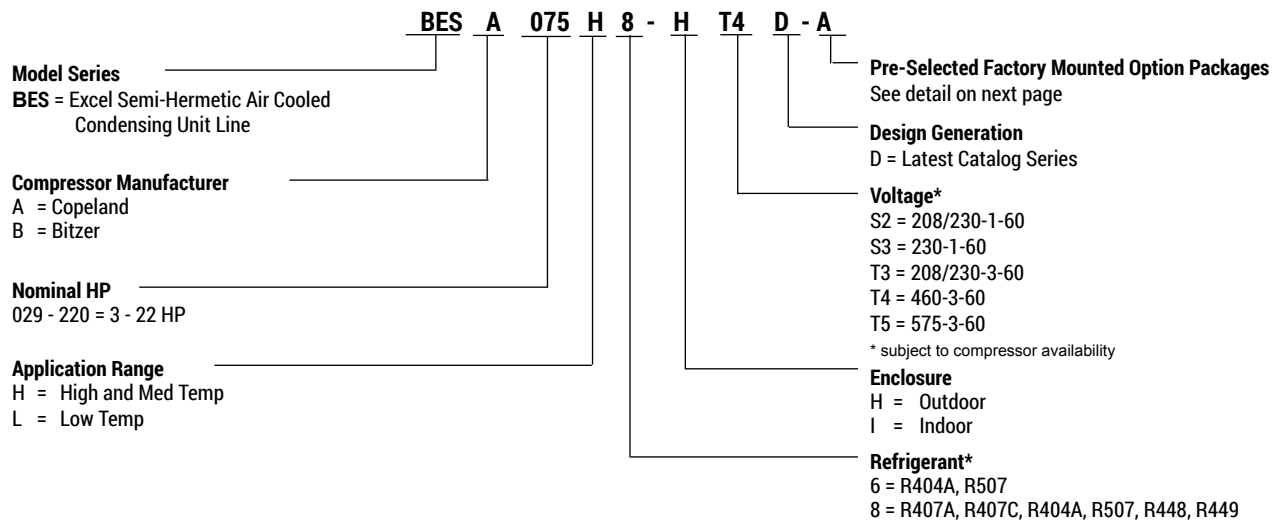 BES A 075 H 8 - H T4 D - A
Model Series
BES = Excel Semi-Hermetic Air Cooled
Condensing Unit Line
Compressor Manufacturer
A = Copeland
B = Bitzer
Nominal HP
029 - 220 = 3 - 22 HP
Application Range
H = High and Med Temp
L = Low Temp
Pre-Selected Factory Mounted Option Packages
See detail on next page
Design Generation
D = Latest Catalog Series
Voltage*
S2 = 208/230-1-60
S3 = 230-1-60
T3 = 208/230-3-60
T4 = 460-3-60
T5 = 575-3-60
* subject to compressor availability
Enclosure
H = Outdoor
I = Indoor
Refrigerant*
6 = R404A, R507
8 = R407A, R407C, R404A, R507, R448, R449